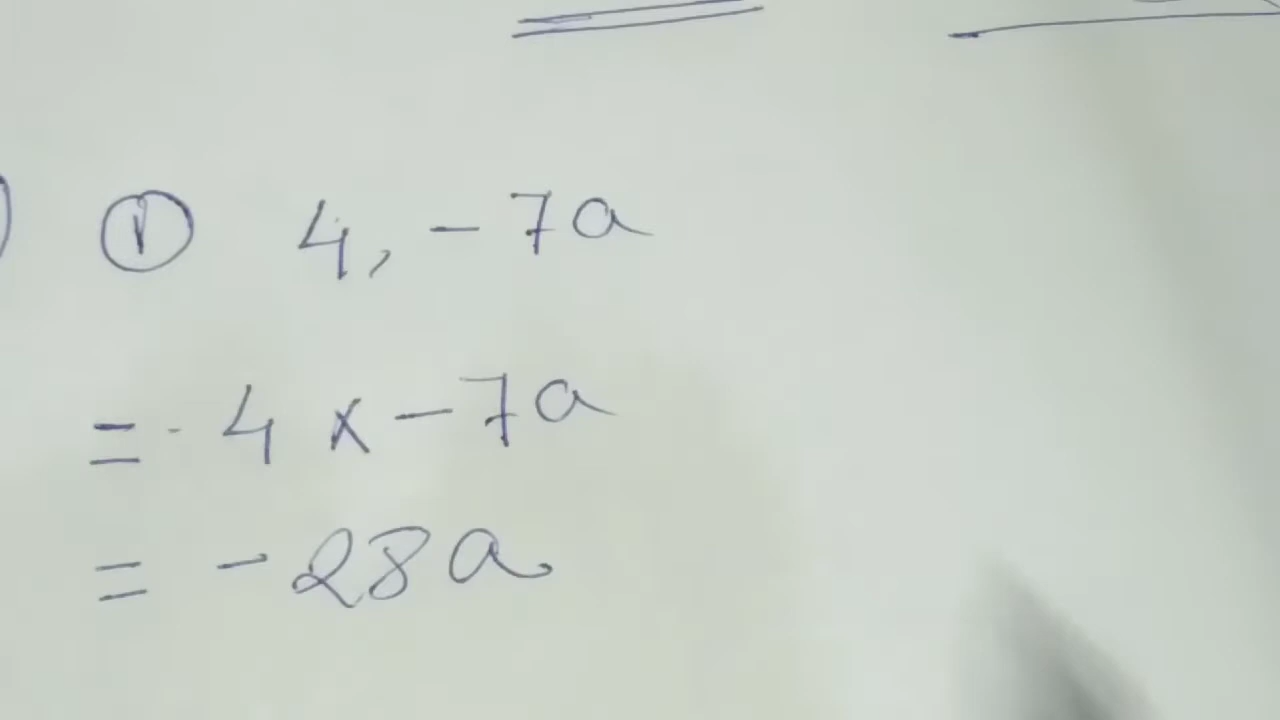 ① 4, -7a
= 4 x -7a
= -28a